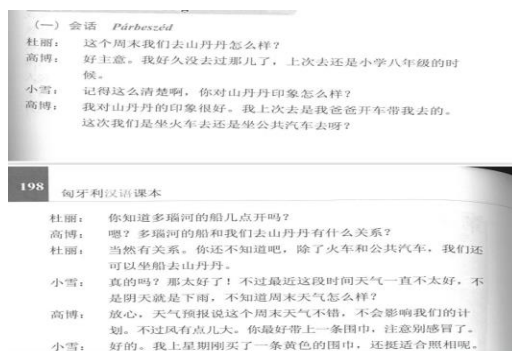 （一）会话 Párbeszéd
杜丽： 这个周末我们去山丹丹怎么样？
高博： 好主意。我好久没去过那儿了，上次去还是小学八年级的时
候。
小雪： 记得这么清楚啊，你对山丹丹印象怎么样？
高博： 我对山丹丹的印象很好。我上次去是我爸爸开车带我去的。
这次我们是坐火车去还是坐公共汽车去呀？
198 匈牙利汉语课本
杜丽： 你知道多瑙河的船几点开吗？
高博： 嗯？多瑙河的船和我们去山丹丹有什么关系？
杜丽： 当然有关系。你还不知道吧，除了火车和公共汽车，我们还
可以坐船去山丹丹。
小雪： 真的吗？那太好了！不过最近这段时间天气一直不太好，不
是阴天就是下雨，不知道周末天气怎么样？
高博： 放心，天气预报说这个周末天气不错，不会影响我们的计
划。不过风有点儿大。你最好带上一条围巾，注意别感冒了。
小雪： 好的。我上星期刚买了一条黄色的围巾，还挺适合照相呢。